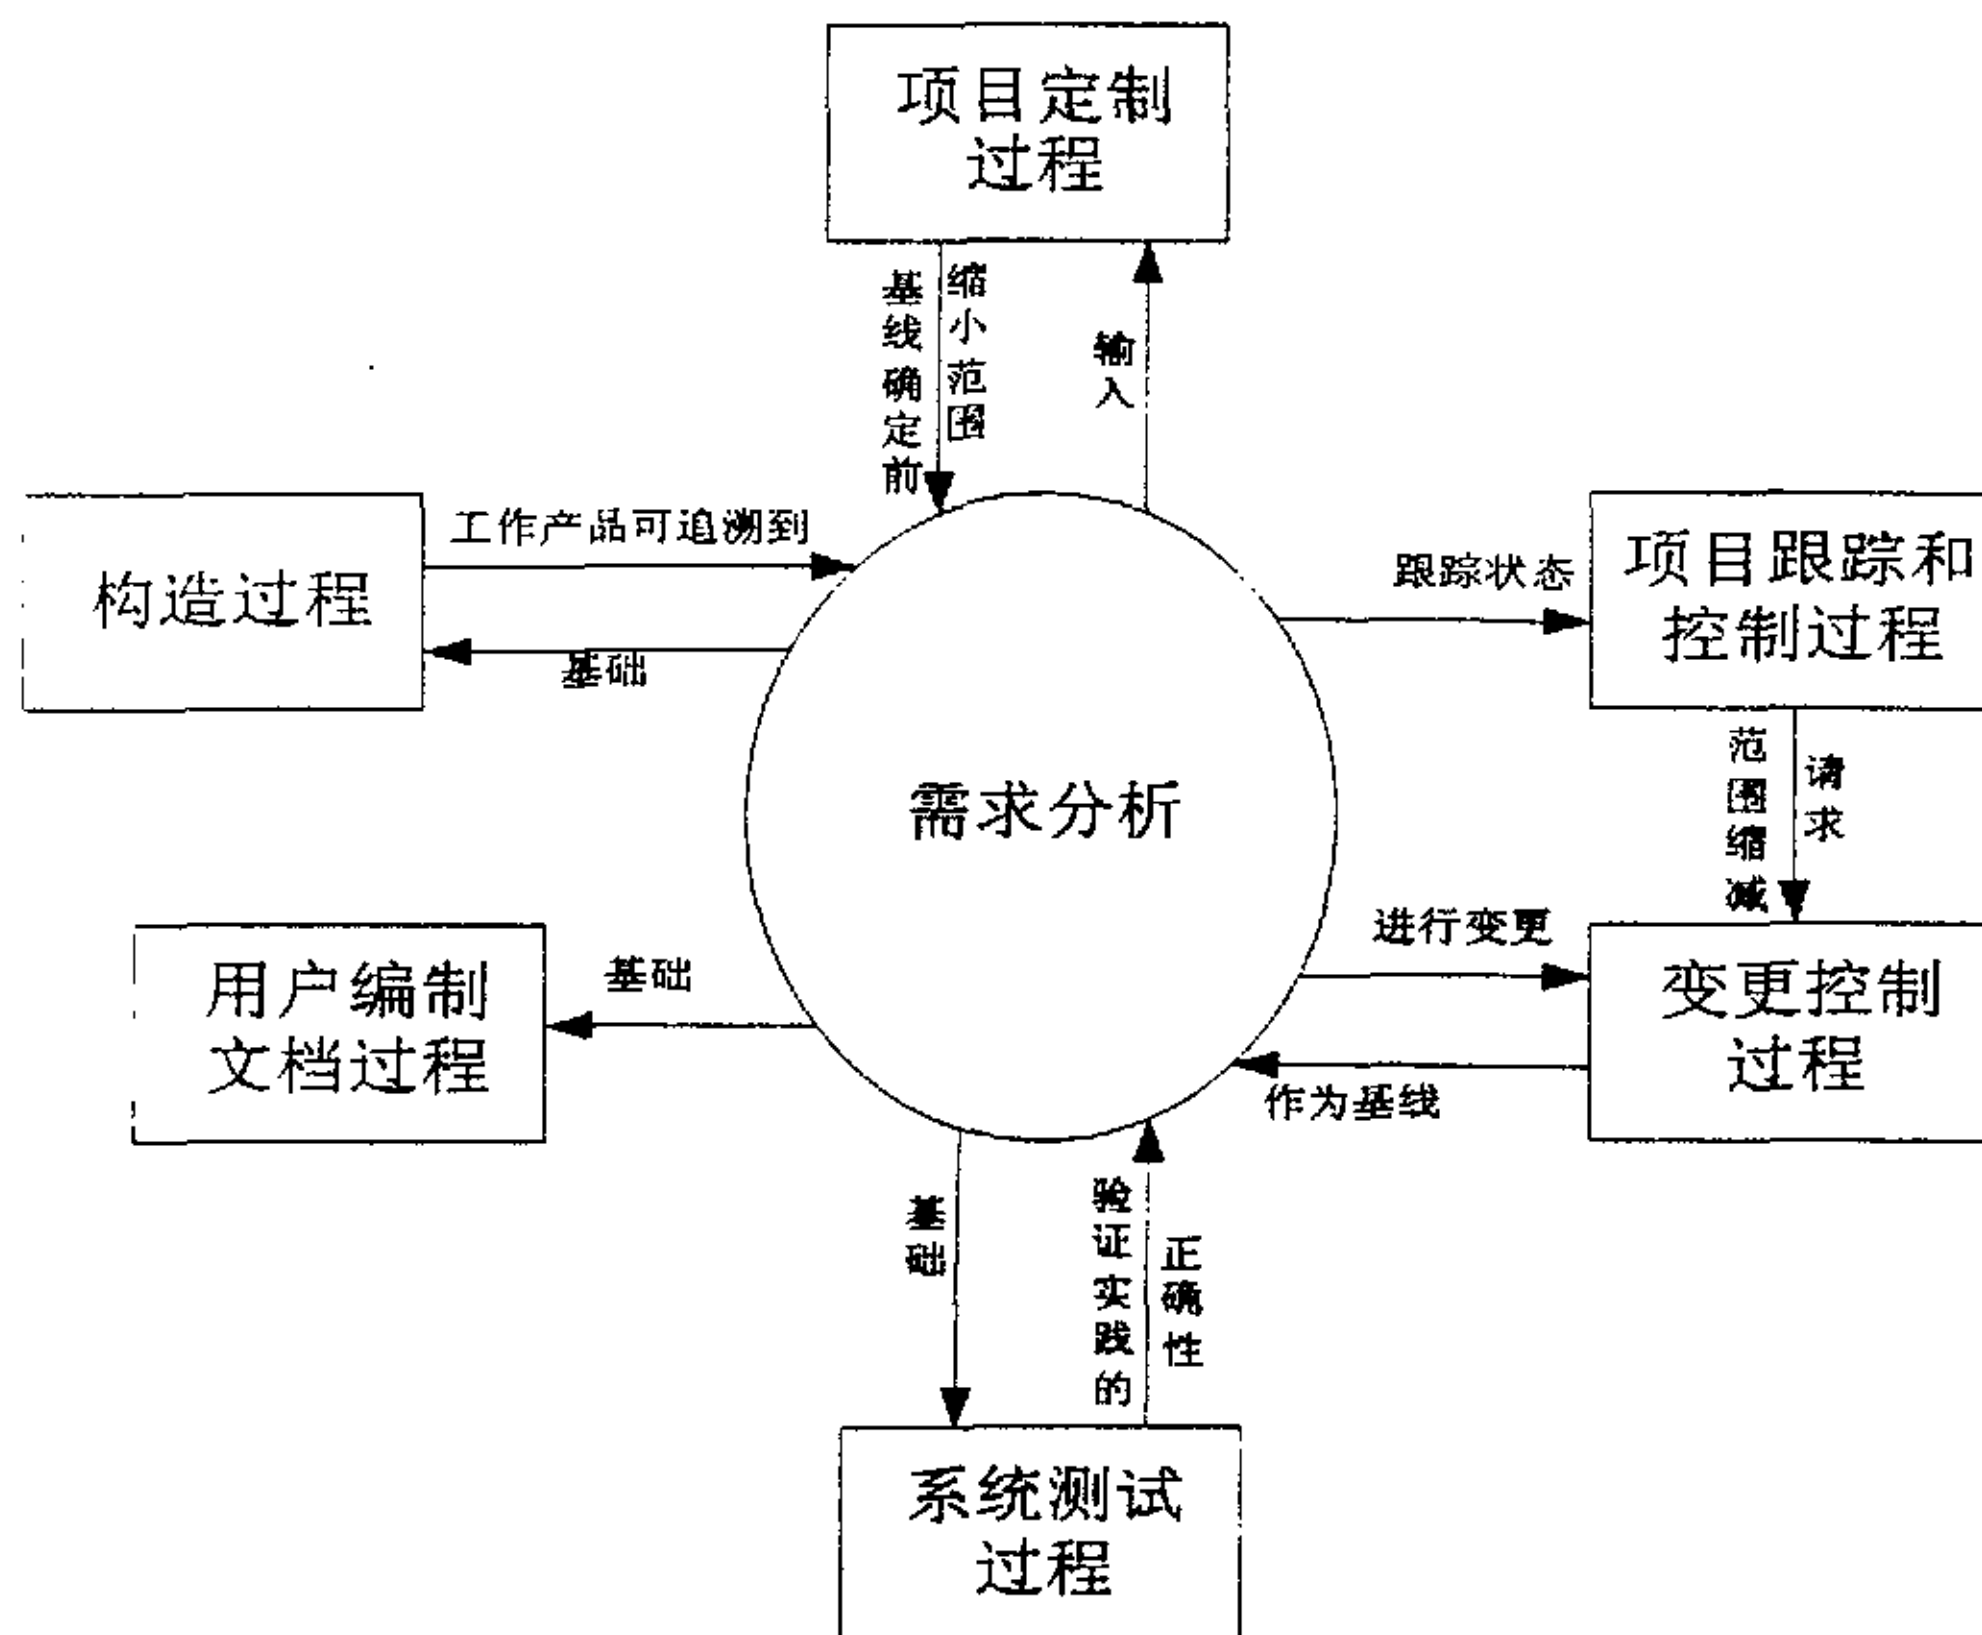 项目定制
过程
基线确定前
缩小范围
输入
工作产品可追溯到
构造过程
基础
跟踪状态
项目跟踪和
控制过程
范围缩减
请求
需求分析
进行变更
变更控制
过程
作为基线
基础
用户编制
文档过程
基础
验证实践的
正确性
系统测试
过程